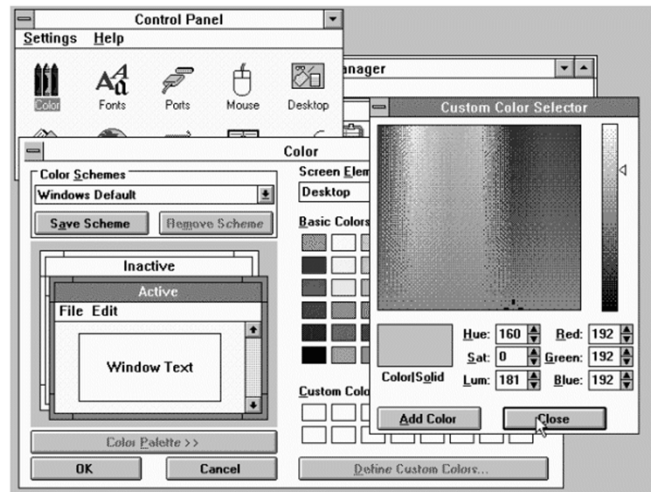 Control Panel
Settings Help
Color Fonts Ports Mouse Desktop
anager
Custom Color Selector
Color
Color Schemes
Windows Default
Save Scheme Remove Scheme
Screen Elem
Desktop
Basic Colors
Inactive
Active
File Edit
Window Text
Custom Colo
Color Palette >>
OK Cancel
Define Custom Colors...
Hue: 160 Red: 192
Sat: 0 Green: 192
Color|Solid Lum: 181 Blue: 192
Add Color Close